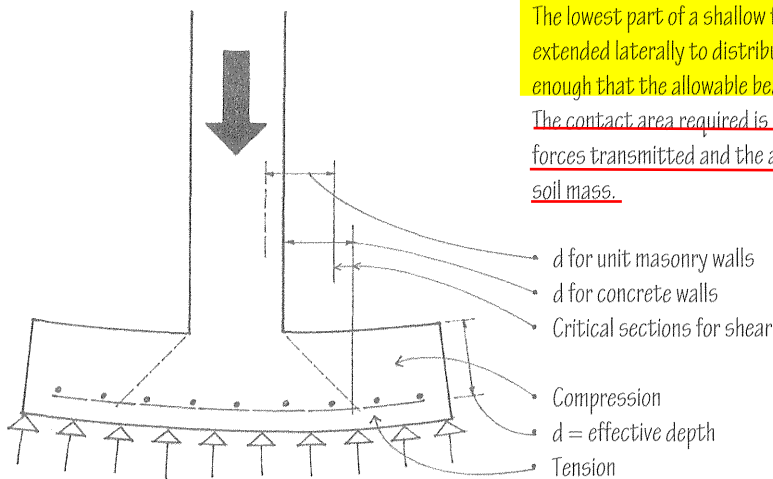 The lowest part of a shallow
extended laterally to
enough that the allowable
The contact area required is
forces transmitted and the
soil mass.
d for unit masonry walls
d for concrete walls
Critical sections for shear
Compression
d = effective depth
Tension